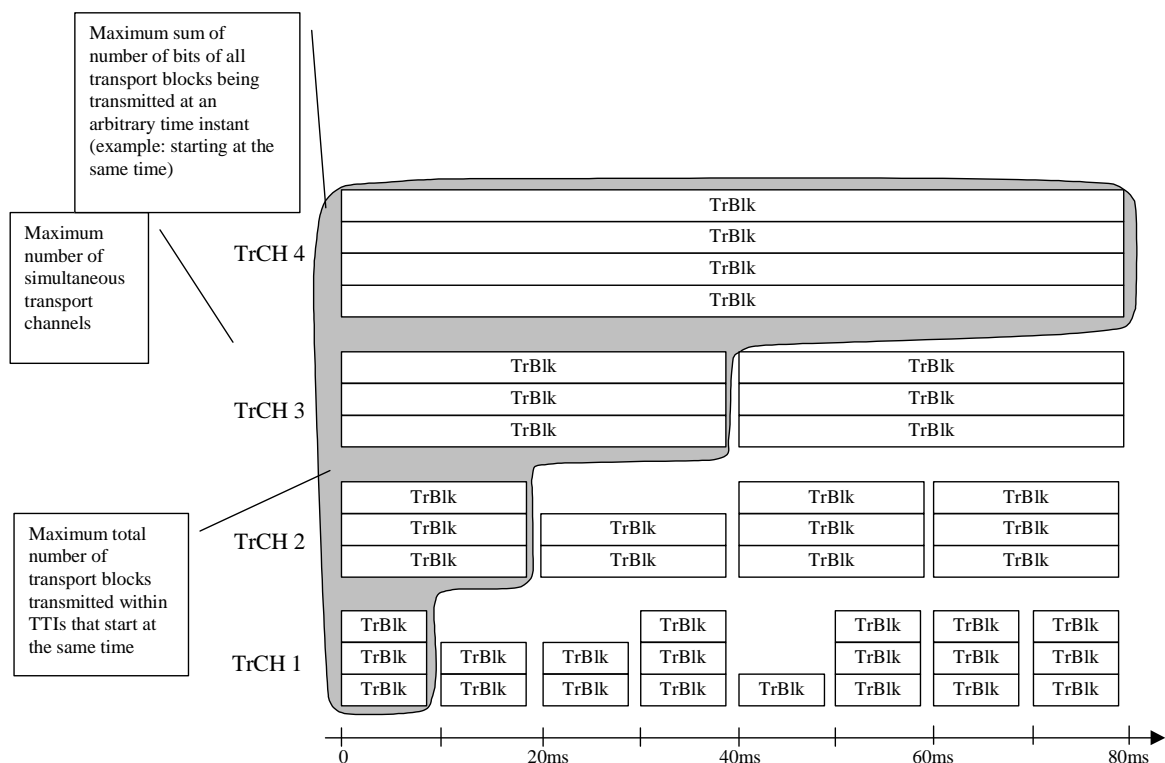 Maximum sum of
number of bits of all
transport blocks being
transmitted at an
arbitrary time instant
(example: starting at the
same time)
Maximum
number of
simultaneous
transport
channels
Maximum total
number of
transport blocks
transmitted within
TTIs that start at
the same time
TrCH 4
TrBlk
TrBlk
TrBlk
TrBlk
TrCH 3
TrBlk TrBlk
TrBlk TrBlk
TrBlk TrBlk
TrCH 2
TrBlk TrBlk TrBlk
TrBlk TrBlk TrBlk TrBlk
TrBlk TrBlk TrBlk TrBlk
TrCH 1
TrBlk TrBlk TrBlk TrBlk TrBlk
TrBlk TrBlk TrBlk TrBlk TrBlk TrBlk TrBlk
TrBlk TrBlk TrBlk TrBlk TrBlk TrBlk TrBlk TrBlk
0 20ms 40ms 60ms 80ms